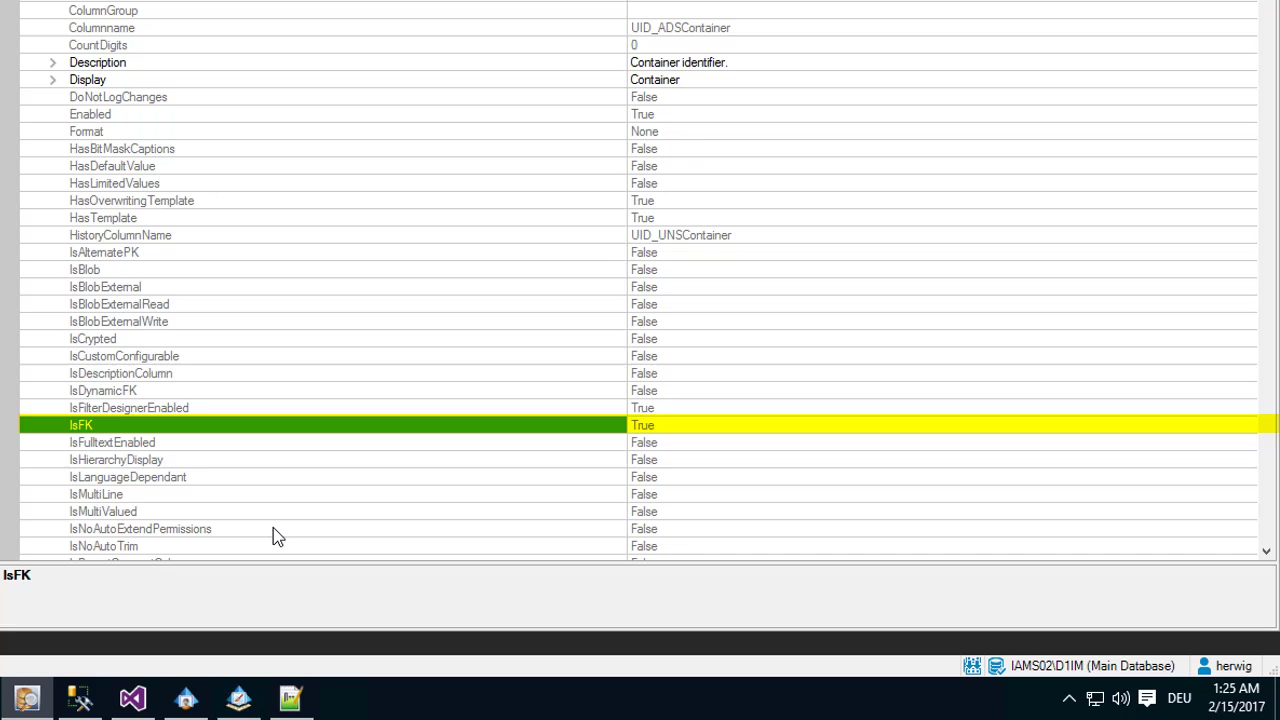 ColumnGroup
Columnname UID_ADSContainer
CountDigits 0
Description Container identifier.
Display Container
DoNotLogChanges False
Enabled True
Format None
HasBitMaskCaptions False
HasDefaultValue False
HasLimitedValues False
HasOverwritingTemplate True
HasTemplate True
HistoryColumnName UID_UNSContainer
IsAlternatePK False
IsBlob False
IsBlobExternal False
IsBlobExternalRead False
IsBlobExternalWrite False
IsCrypted False
IsCustomConfigurable False
IsDescriptionColumn False
IsDynamicFK False
IsFilterDesignerEnabled True
IsFK True
IsFulltextEnabled False
IsHierarchyDisplay False
IsLanguageDependant False
IsMultiLine False
IsMultiValued False
IsNoAutoExtendPermissions False
IsNoAutoTrim False
IsFK
IAMS02\D1IM (Main Database) herwig
DEU 1:25 AM
2/15/2017